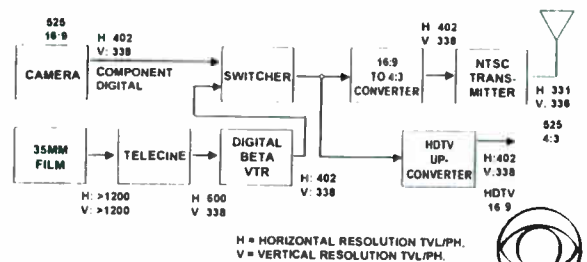 525
16:9
CAMERA
H: 402
V: 338
COMPONENT
DIGITAL
SWITCHER
16:9
TO 4:3
CONVERTER
H: 402
V: 338
NTSC
TRANS-
MITTER
H: 331
V: 336
525
4:3
35MM
FILM
H: >1200
V: >1200
TELECINE
H: 600
V: 338
DIGITAL
BETA
VTR
H: 402
V: 338
HDTV
UP-
CONVERTER
H:402
V:338
HDTV
16:9
H = HORIZONTAL RESOLUTION TVL/PH.
V = VERTICAL RESOLUTION TVL/PH.